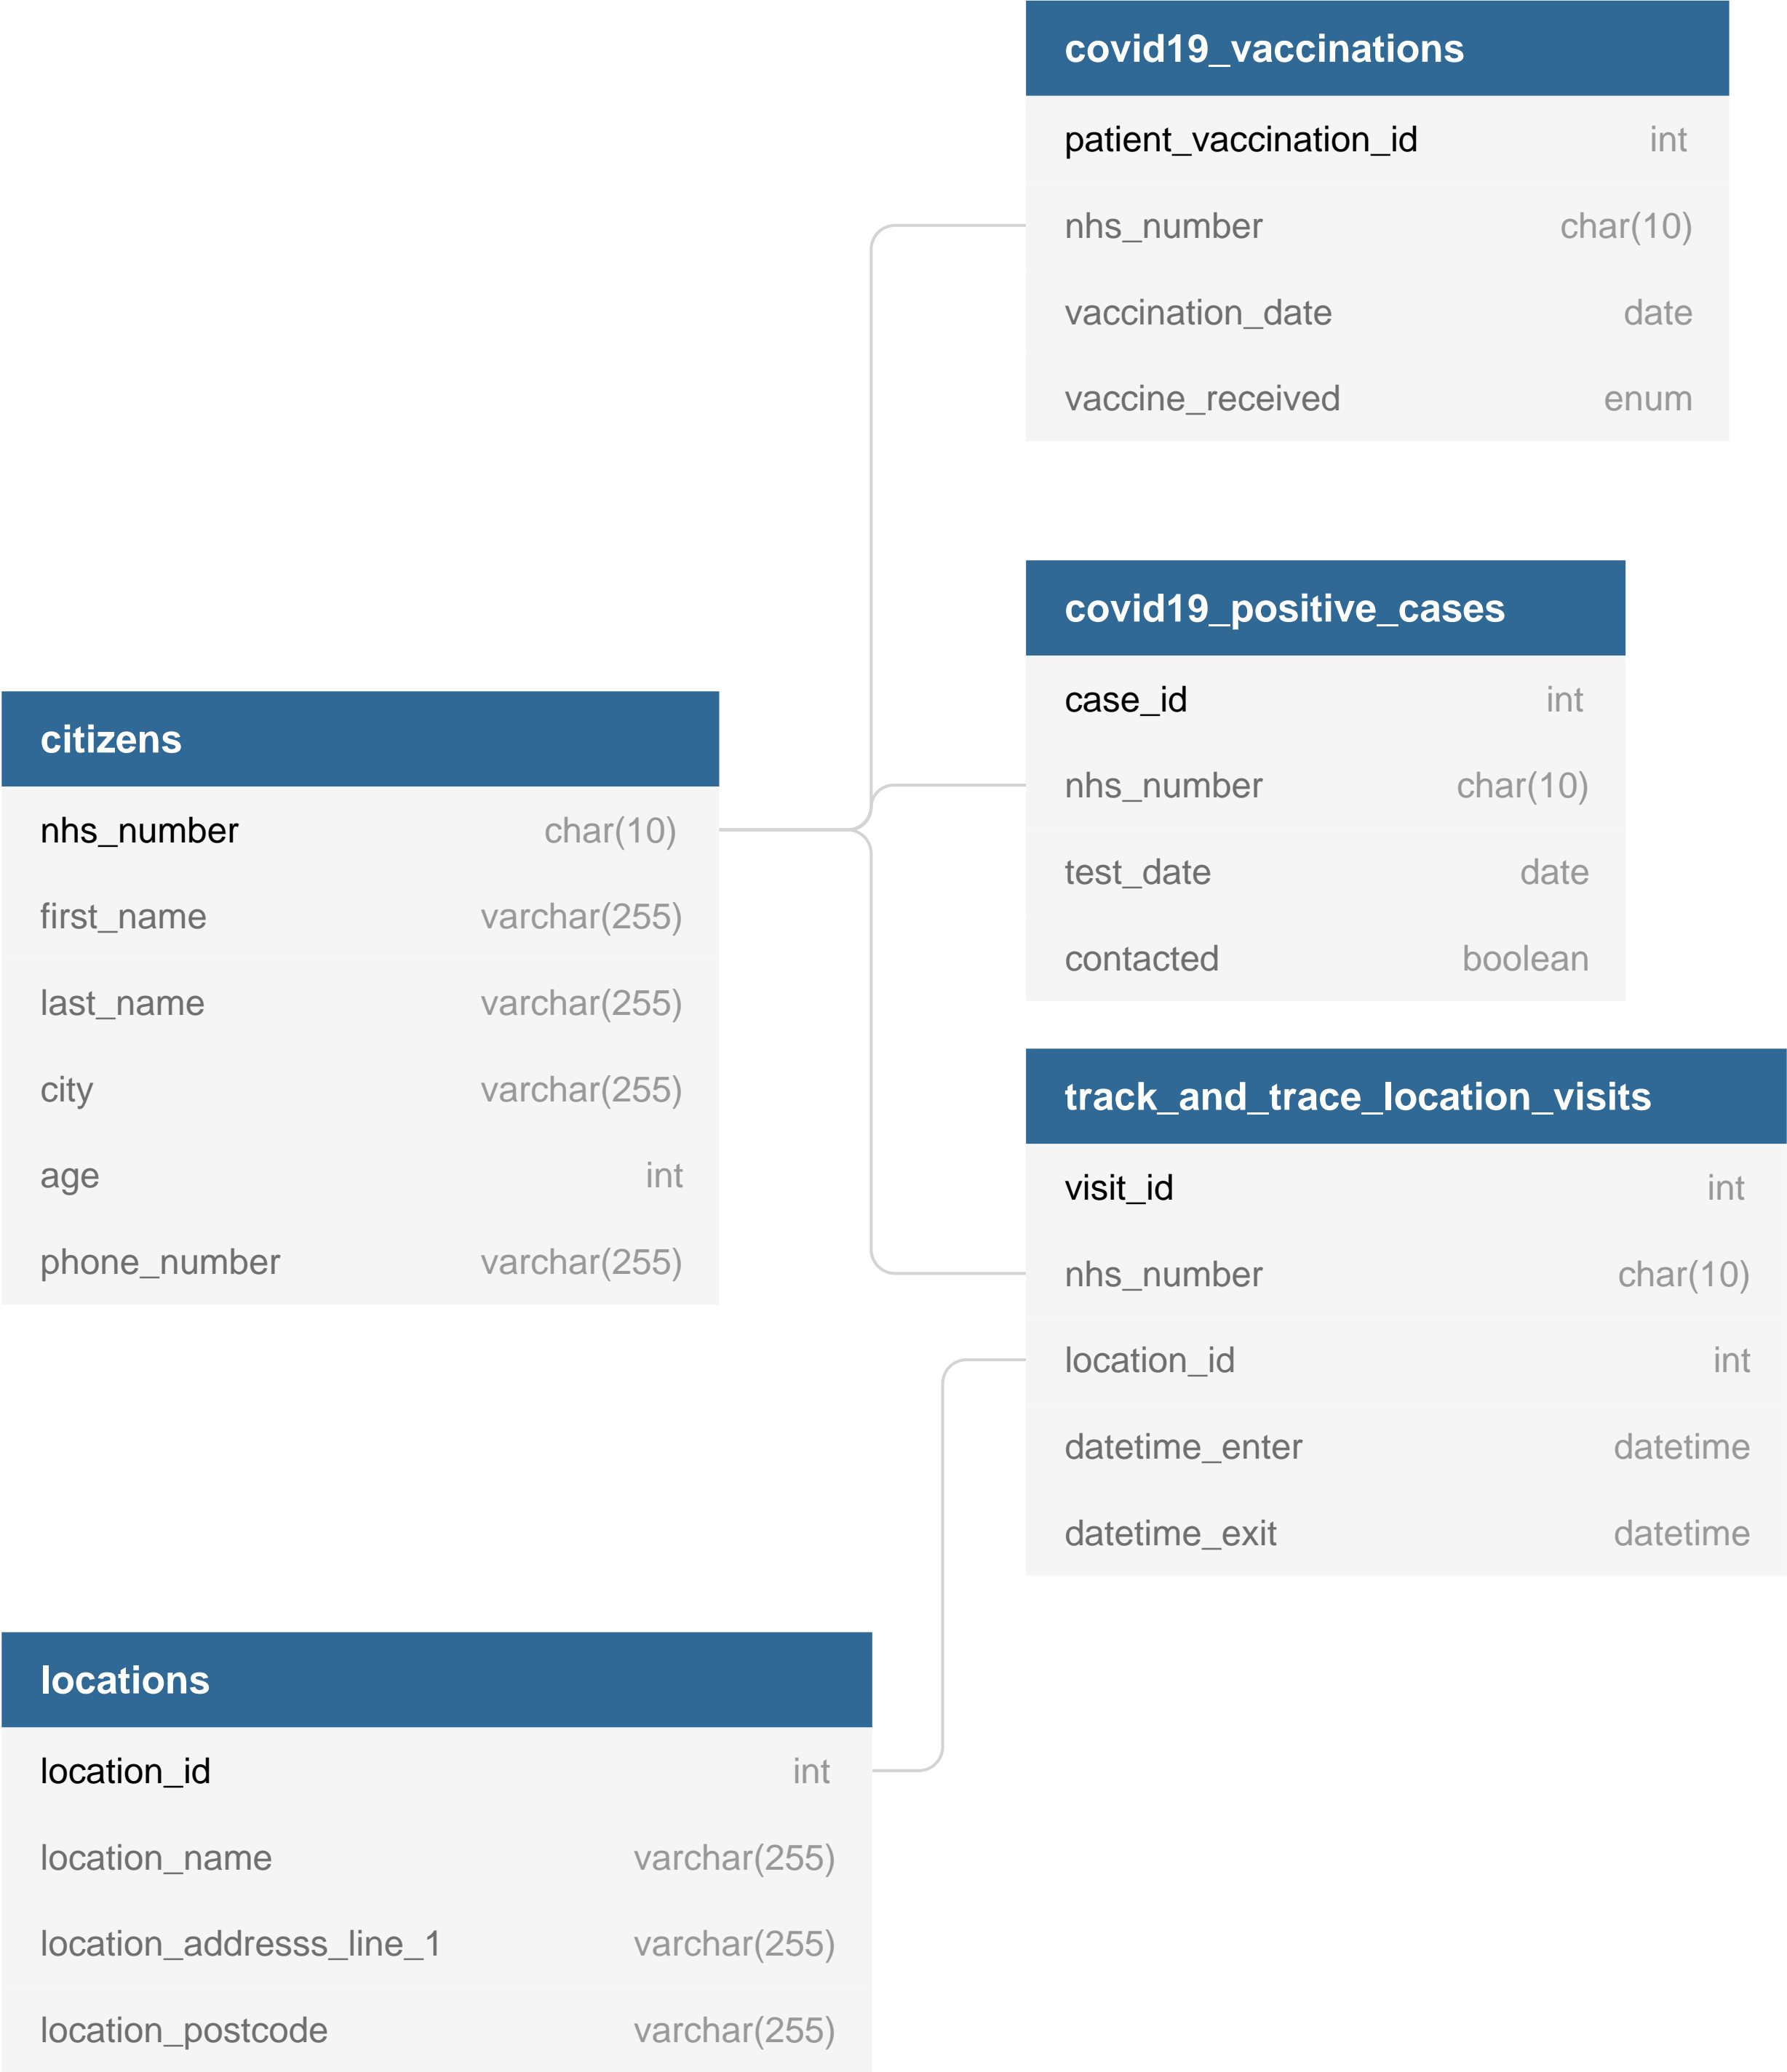 covid19_vaccinations
patient_vaccination_id int
nhs_number char(10)
vaccination_date date
vaccine_received enum
covid19_positive_cases
case_id int
nhs_number char(10)
test_date date
contacted boolean
citizens
nhs_number char(10)
first_name varchar(255)
last_name varchar(255)
city varchar(255)
age int
phone_number varchar(255)
track_and_trace_location_visits
visit_id int
nhs_number char(10)
location_id int
datetime_enter datetime
datetime_exit datetime
locations
location_id int
location_name varchar(255)
location_addresss_line_1 varchar(255)
location_postcode varchar(255)